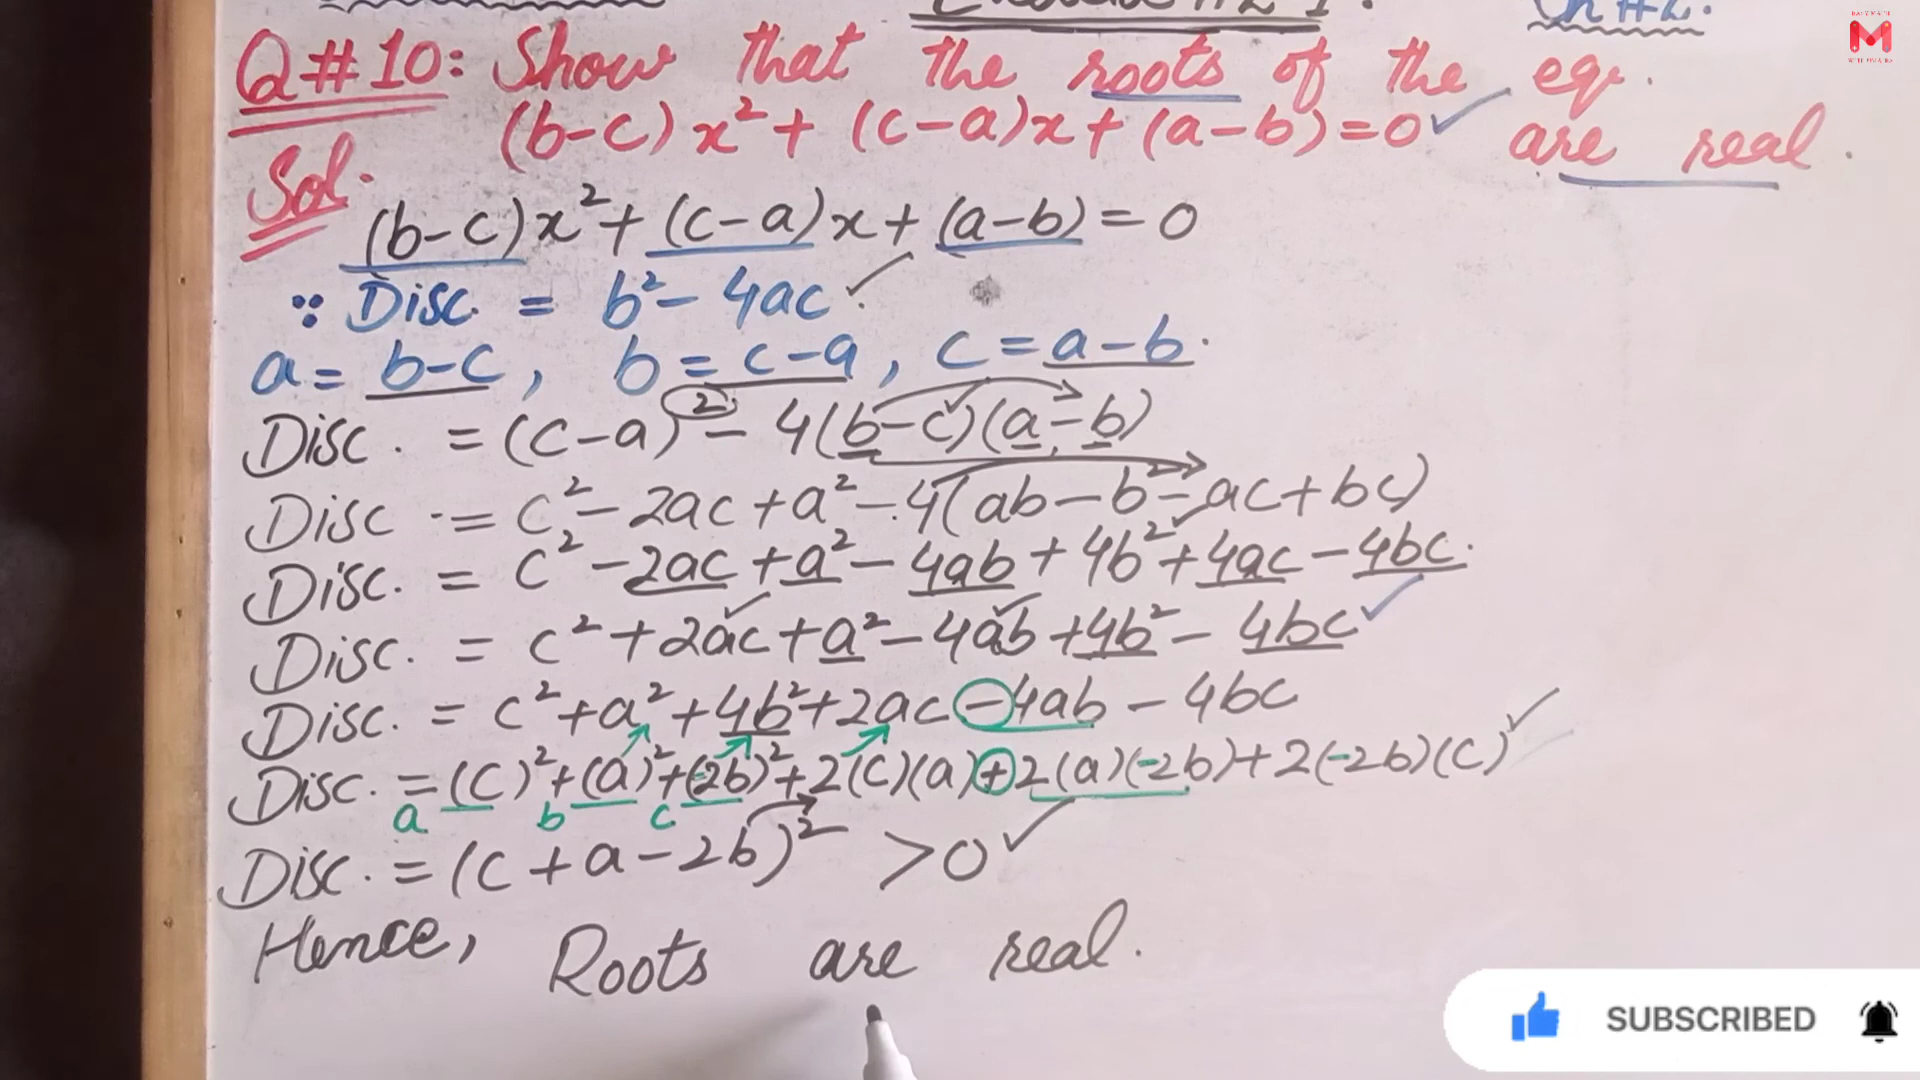 Q#10: Show that the roots of the eq.
(b-c)x²+(c-a)x+(a-b)=0 are real.
Sol.
(b-c)x²+(c-a)x+(a-b)=0
∵ Disc. = b²-4ac.
a=b-c, b=c-a, c=a-b.
Disc. =(c-a)²-4(b-c)(a-b)
Disc .= c²-2ac+a²-4(ab-b²-ac+bc)
Disc. = c²-2ac+a²-4ab+4b²+4ac-4bc.
Disc. = c²+2ac+a²-4ab+4b²-4bc
Disc. = c²+a²+4b²+2ac-4ab-4bc
Disc. =(c)²+(a)²+(-2b)²+2(c)(a)+2(a)(-2b)+2(-2b)(c)
a b c
Disc. =(c+a-2b)² >0
Hence, Roots are real.
SUBSCRIBED